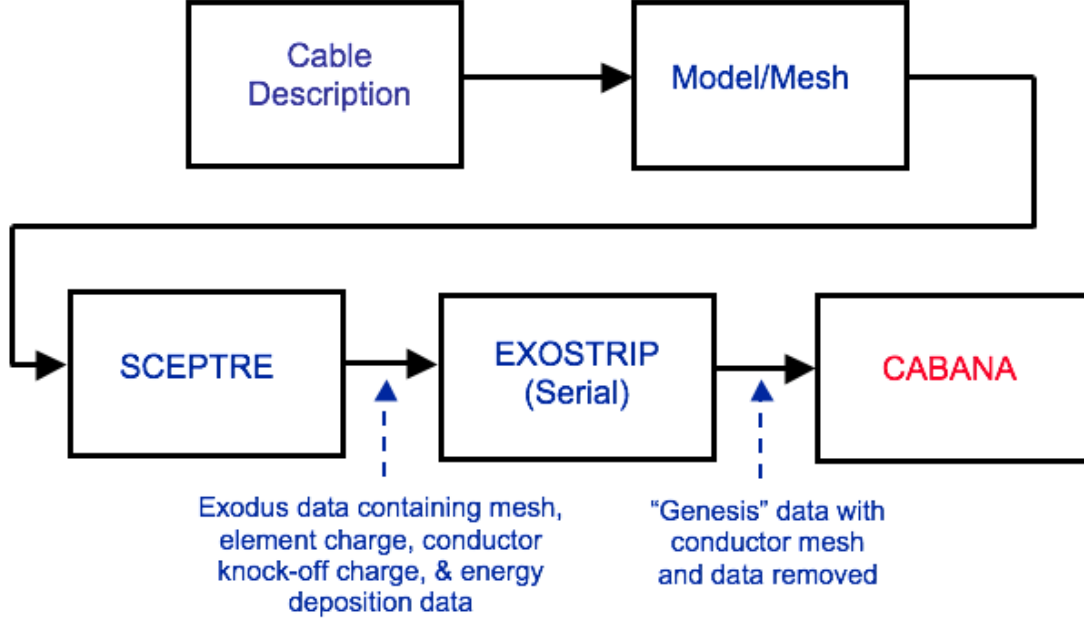 Cable
Description
Model/Mesh
SCEPTRE
EXOSTRIP
(Serial)
CABANA
Exodus data containing mesh,
element charge, conductor
knock-off charge, & energy
deposition data
“Genesis” data with
conductor mesh
and data removed